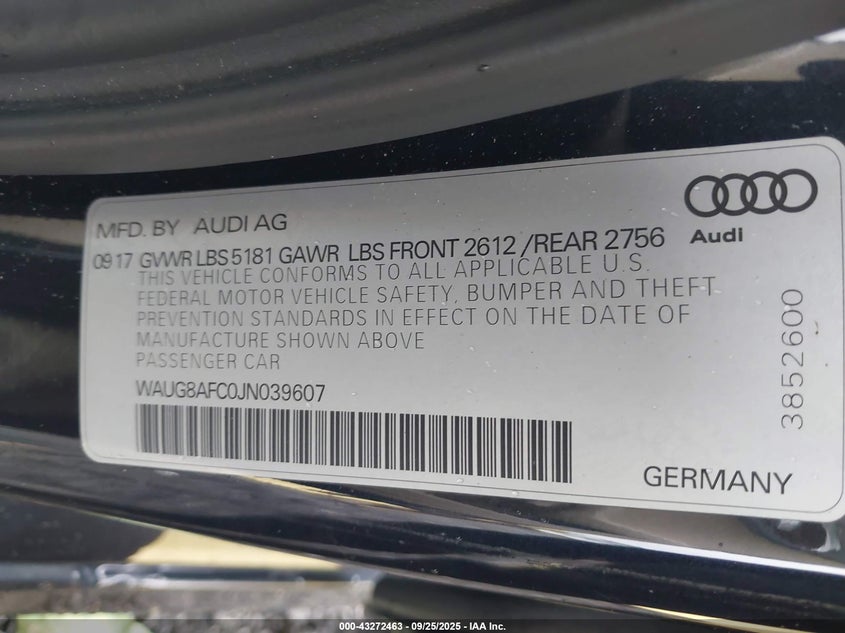 MFD. BY AUDI AG
0917 GVWR LBS 5181 GAWR LBS FRONT 2612 /REAR 2756
THIS VEHICLE CONFORMS TO ALL APPLICABLE U.S.
FEDERAL MOTOR VEHICLE SAFETY, BUMPER AND THEFT
PREVENTION STANDARDS IN EFFECT ON THE DATE OF
MANUFACTURE SHOWN ABOVE
PASSENGER CAR
WAUG8AFC0JN039607
Audi
3852600
GERMANY
000-43272463 - 09/25/2025 - IAA Inc.